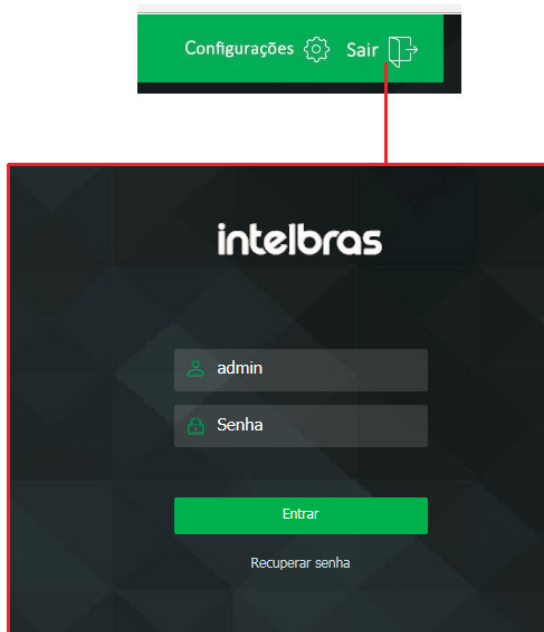 Configurações Sair
intelbras
admin
Senha
Entrar
Recuperar senha